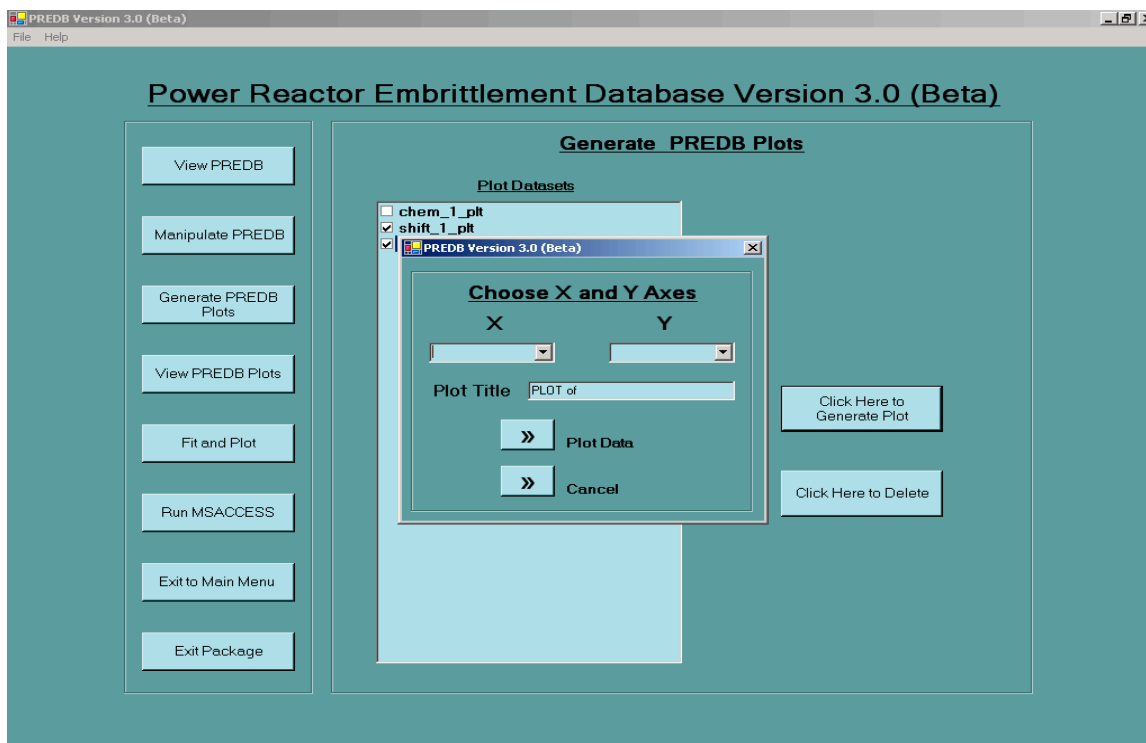 PREDB Version 3.0 (Beta)
File Help
Power Reactor Embrittlement Database Version 3.0 (Beta)
View PREDB
Manipulate PREDB
Generate PREDB
Plots
View PREDB Plots
Fit and Plot
Run MSACCESS
Exit to Main Menu
Exit Package
Generate PREDB Plots
Plot Datasets
chem_1_plt
shift_1_plt
PREDB Version 3.0 (Beta)
Choose X and Y Axes
X Y
Plot Title PLOT of
» Plot Data
» Cancel
Click Here to
Generate Plot
Click Here to Delete